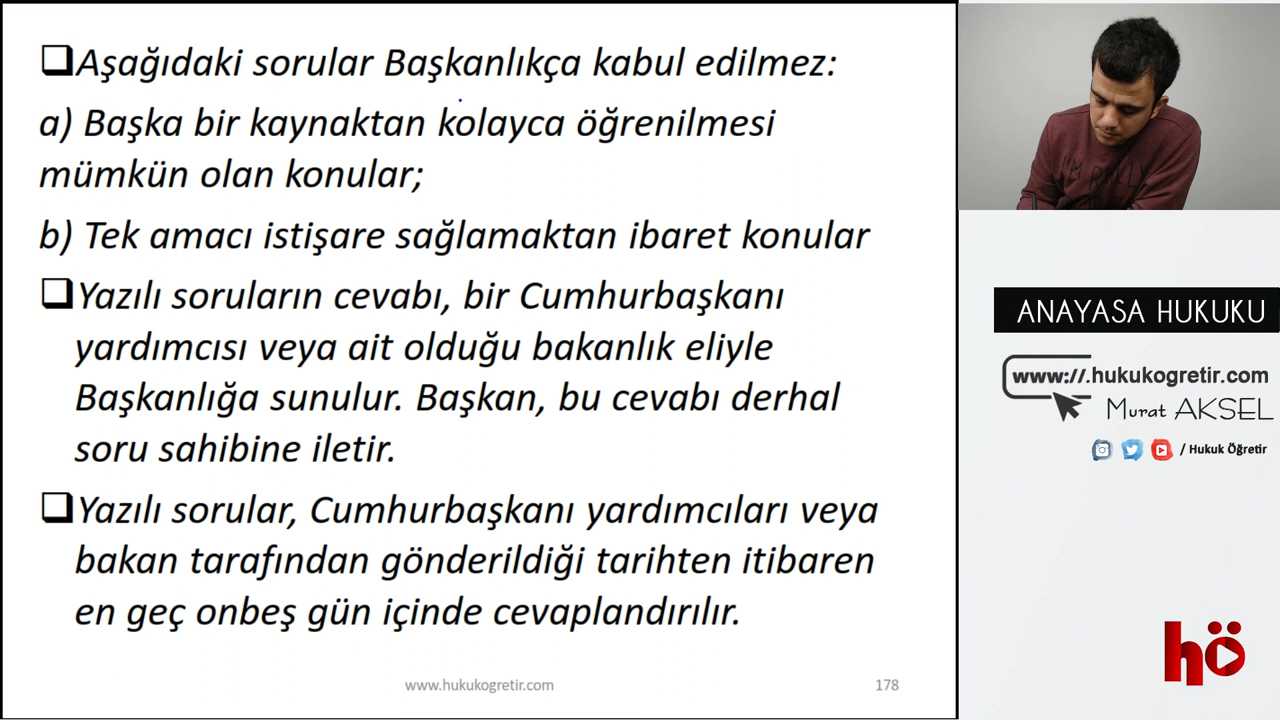 Aşağıdaki sorular Başkanlıkça kabul edilmez:
a) Başka bir kaynaktan kolayca öğrenilmesi
mümkün olan konular;
b) Tek amacı istişare sağlamaktan ibaret konular
Yazılı soruların cevabı, bir Cumhurbaşkanı
yardımcısı veya ait olduğu bakanlık eliyle
Başkanlığa sunulur. Başkan, bu cevabı derhal
soru sahibine iletir.
Yazılı sorular, Cumhurbaşkanı yardımcıları veya
bakan tarafından gönderildiği tarihten itibaren
en geç onbeş gün içinde cevaplandırılır.
www.hukukogretir.com
178
I'M REALLY
ANAYASA HUKUKU
www://.hukukogretir.com
Murat AKSEL
/ Hukuk Öğretir
hö